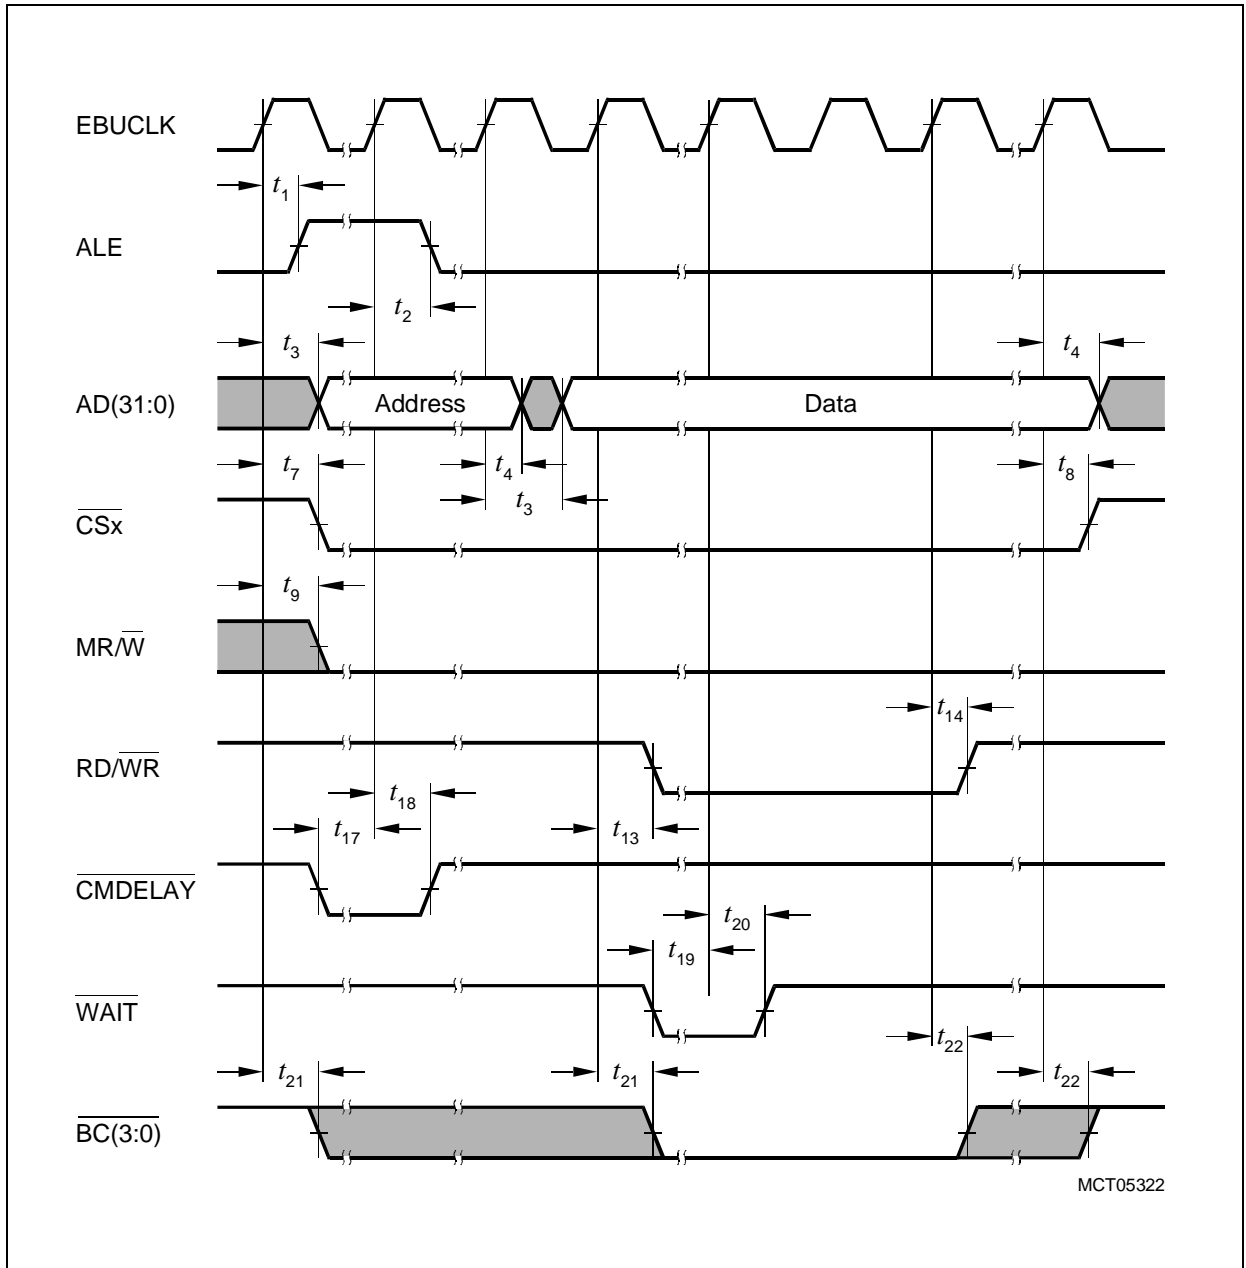 EBUCLK
t1
ALE
t2
t3 t4
AD(31:0) Address Data
t7 t4 t8
t3
CSx
t9
MR/W
t14
RD/WR
t18
t17 t13
CMDELAY
t20
t19
WAIT
t22
t21 t21 t22
BC(3:0)
MCT05322